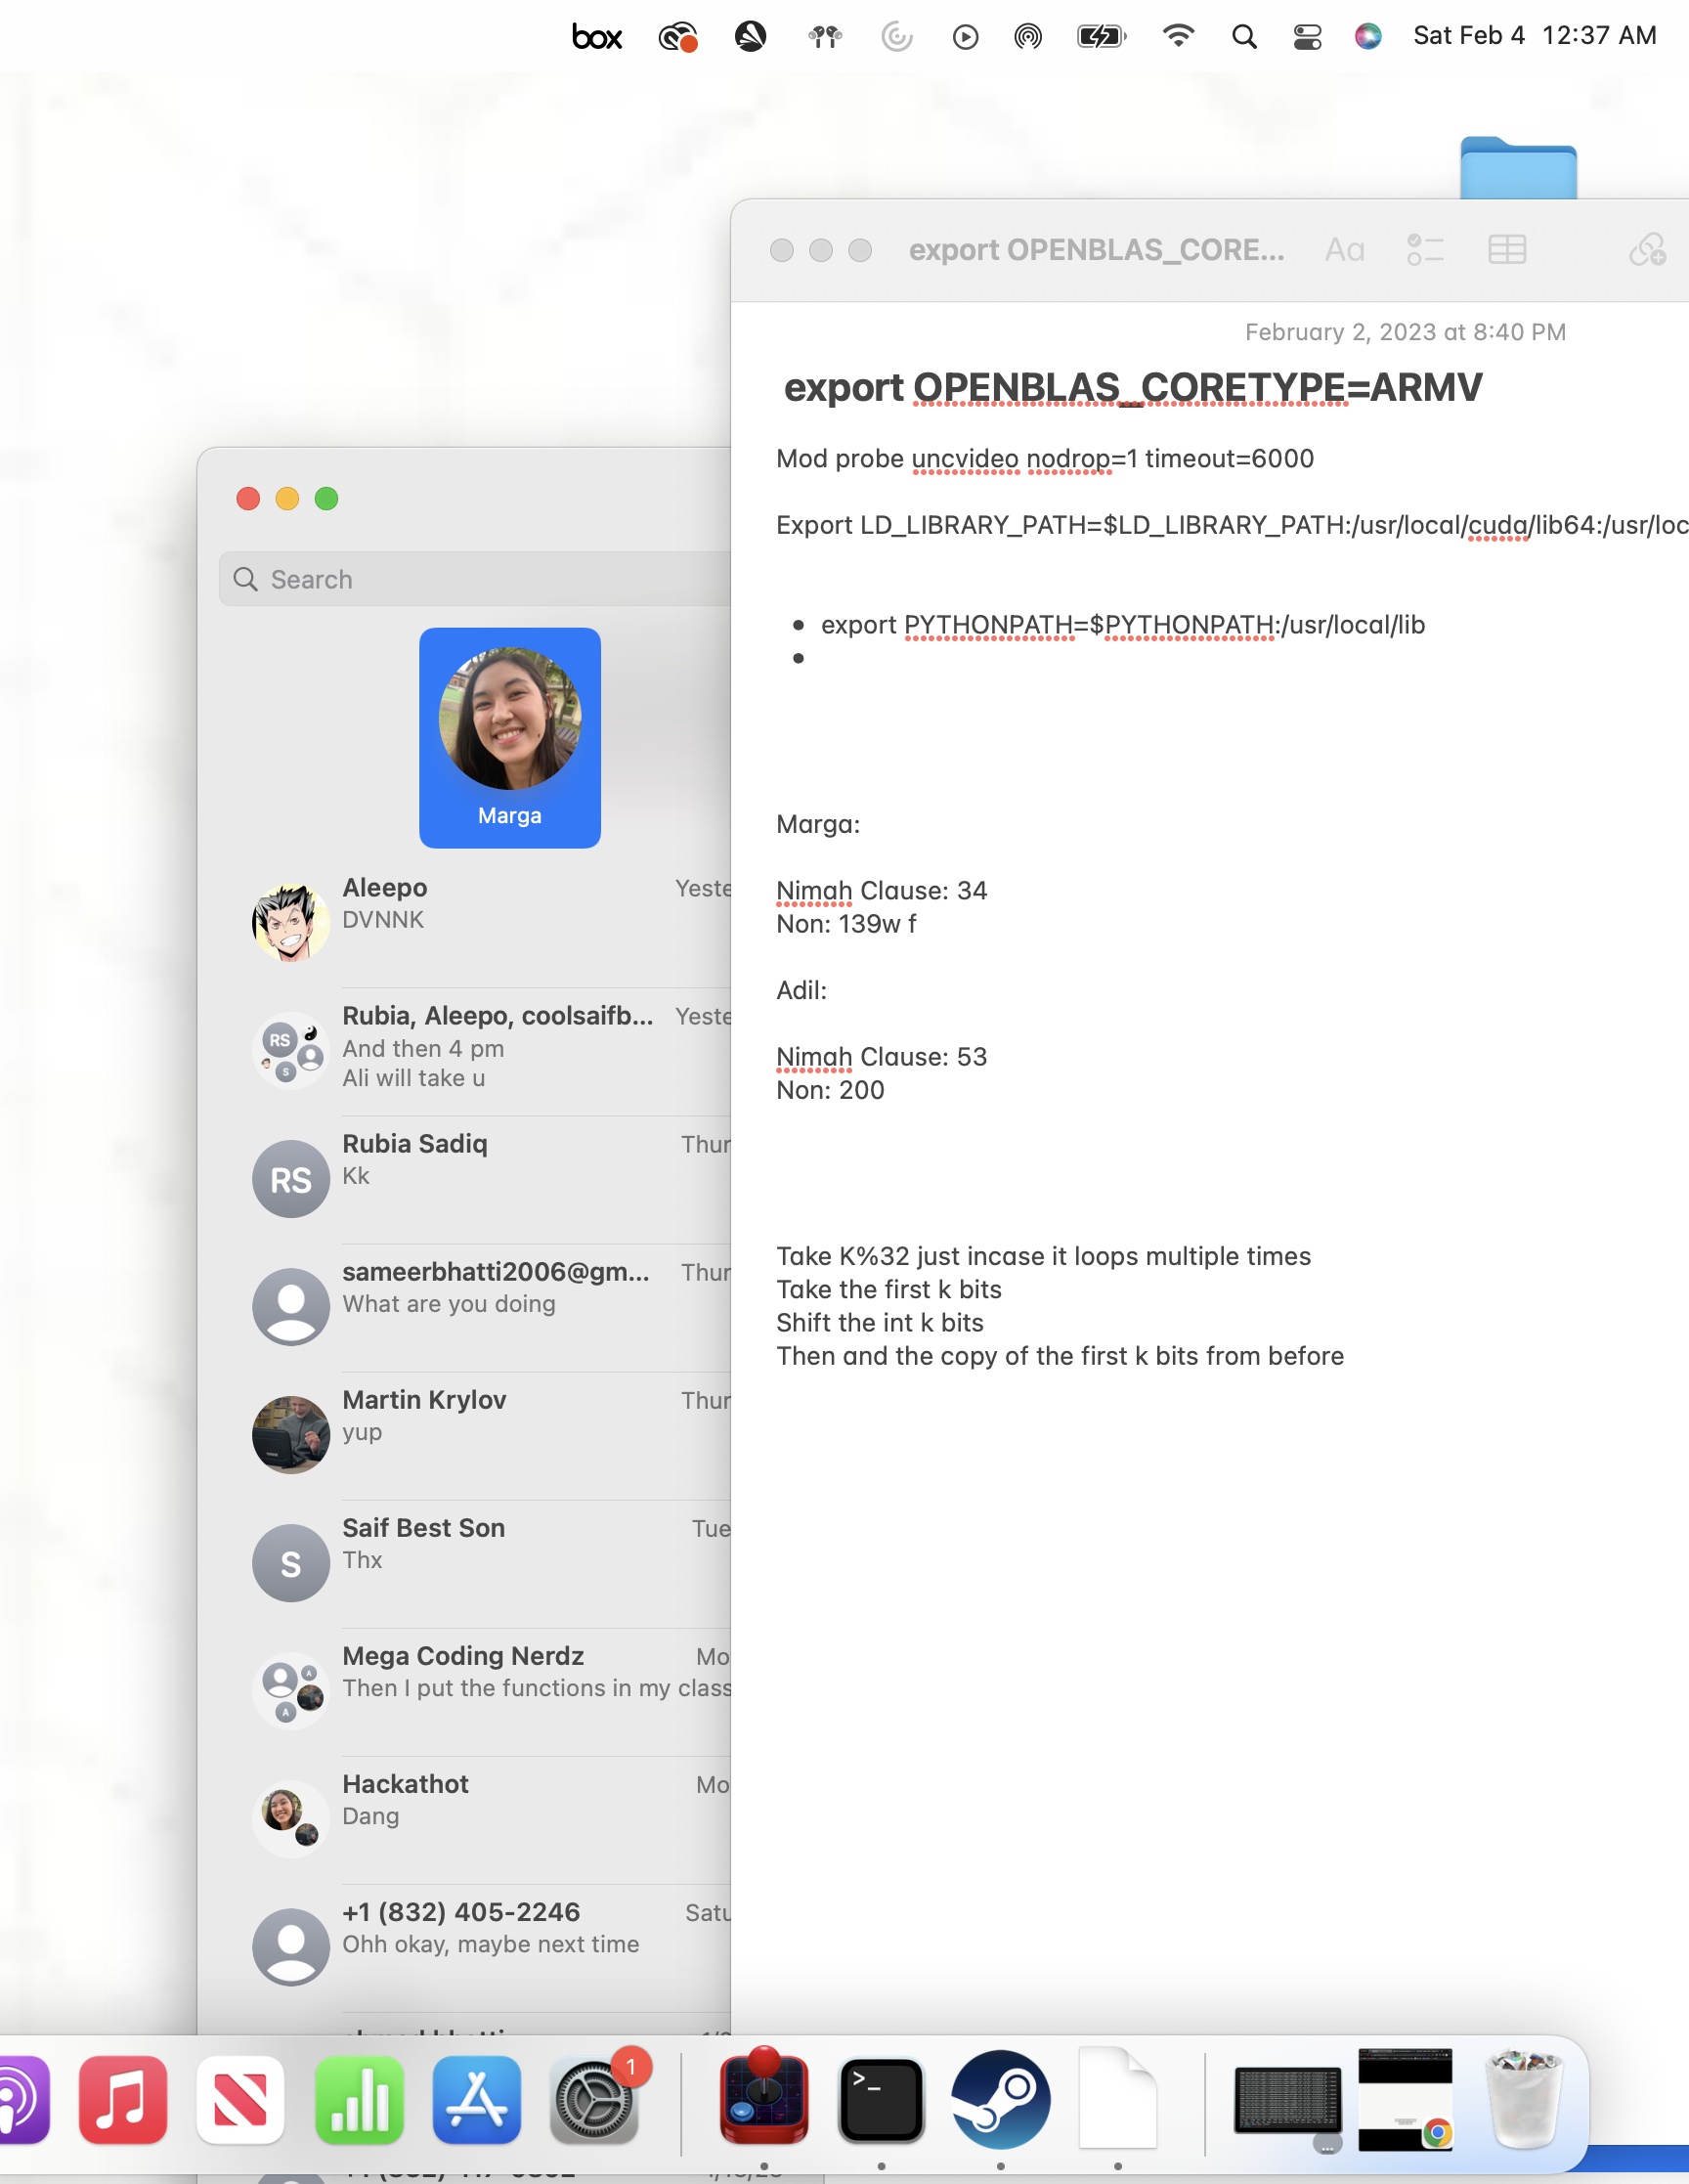 box
Sat Feb 4 12:37 AM
export OPENBLAS_CORE...
Aa
February 2, 2023 at 8:40 PM
export OPENBLAS_CORETYPE=ARMV
Mod probe uncvideo nodrop=1 timeout=6000
Export LD_LIBRARY_PATH=$LD_LIBRARY_PATH:/usr/local/cuda/lib64:/usr/loc
• export PYTHONPATH=$PYTHONPATH:/usr/local/lib
•
Marga:
Nimah Clause: 34
Non: 139w f
Adil:
Nimah Clause: 53
Non: 200
Take K%32 just incase it loops multiple times
Take the first k bits
Shift the int k bits
Then and the copy of the first k bits from before
Search
Marga
Aleepo Yeste
DVNNK
Rubia, Aleepo, coolsaifb... Yeste
RS
S
And then 4 pm
Ali will take u
Rubia Sadiq Thur
RS
Kk
sameerbhatti2006@gm... Thur
What are you doing
Martin Krylov Thur
yup
Saif Best Son Tue
S
Thx
Mega Coding Nerdz Mo
A
A
Then I put the functions in my class
Hackathot Mo
Dang
+1 (832) 405-2246 Satu
Ohh okay, maybe next time
1
>_